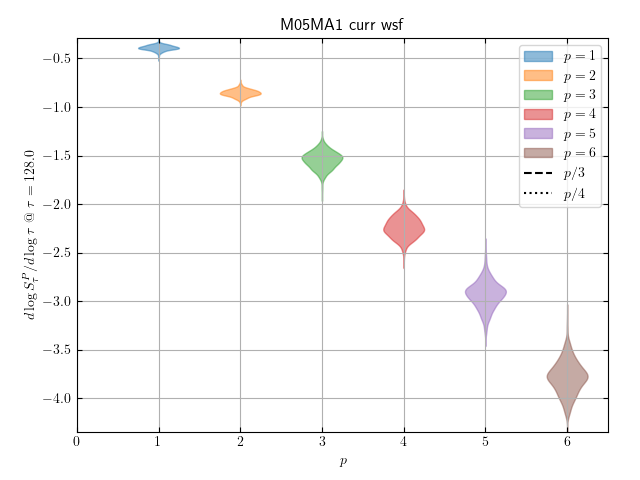 M05MA1 curr wsf
d log S_τ^P / d log τ @ τ = 128.0
−0.5
−1.0
−1.5
−2.0
−2.5
−3.0
−3.5
−4.0
p = 1
p = 2
p = 3
p = 4
p = 5
p = 6
p/3
p/4
0
1
2
3
4
5
6
p